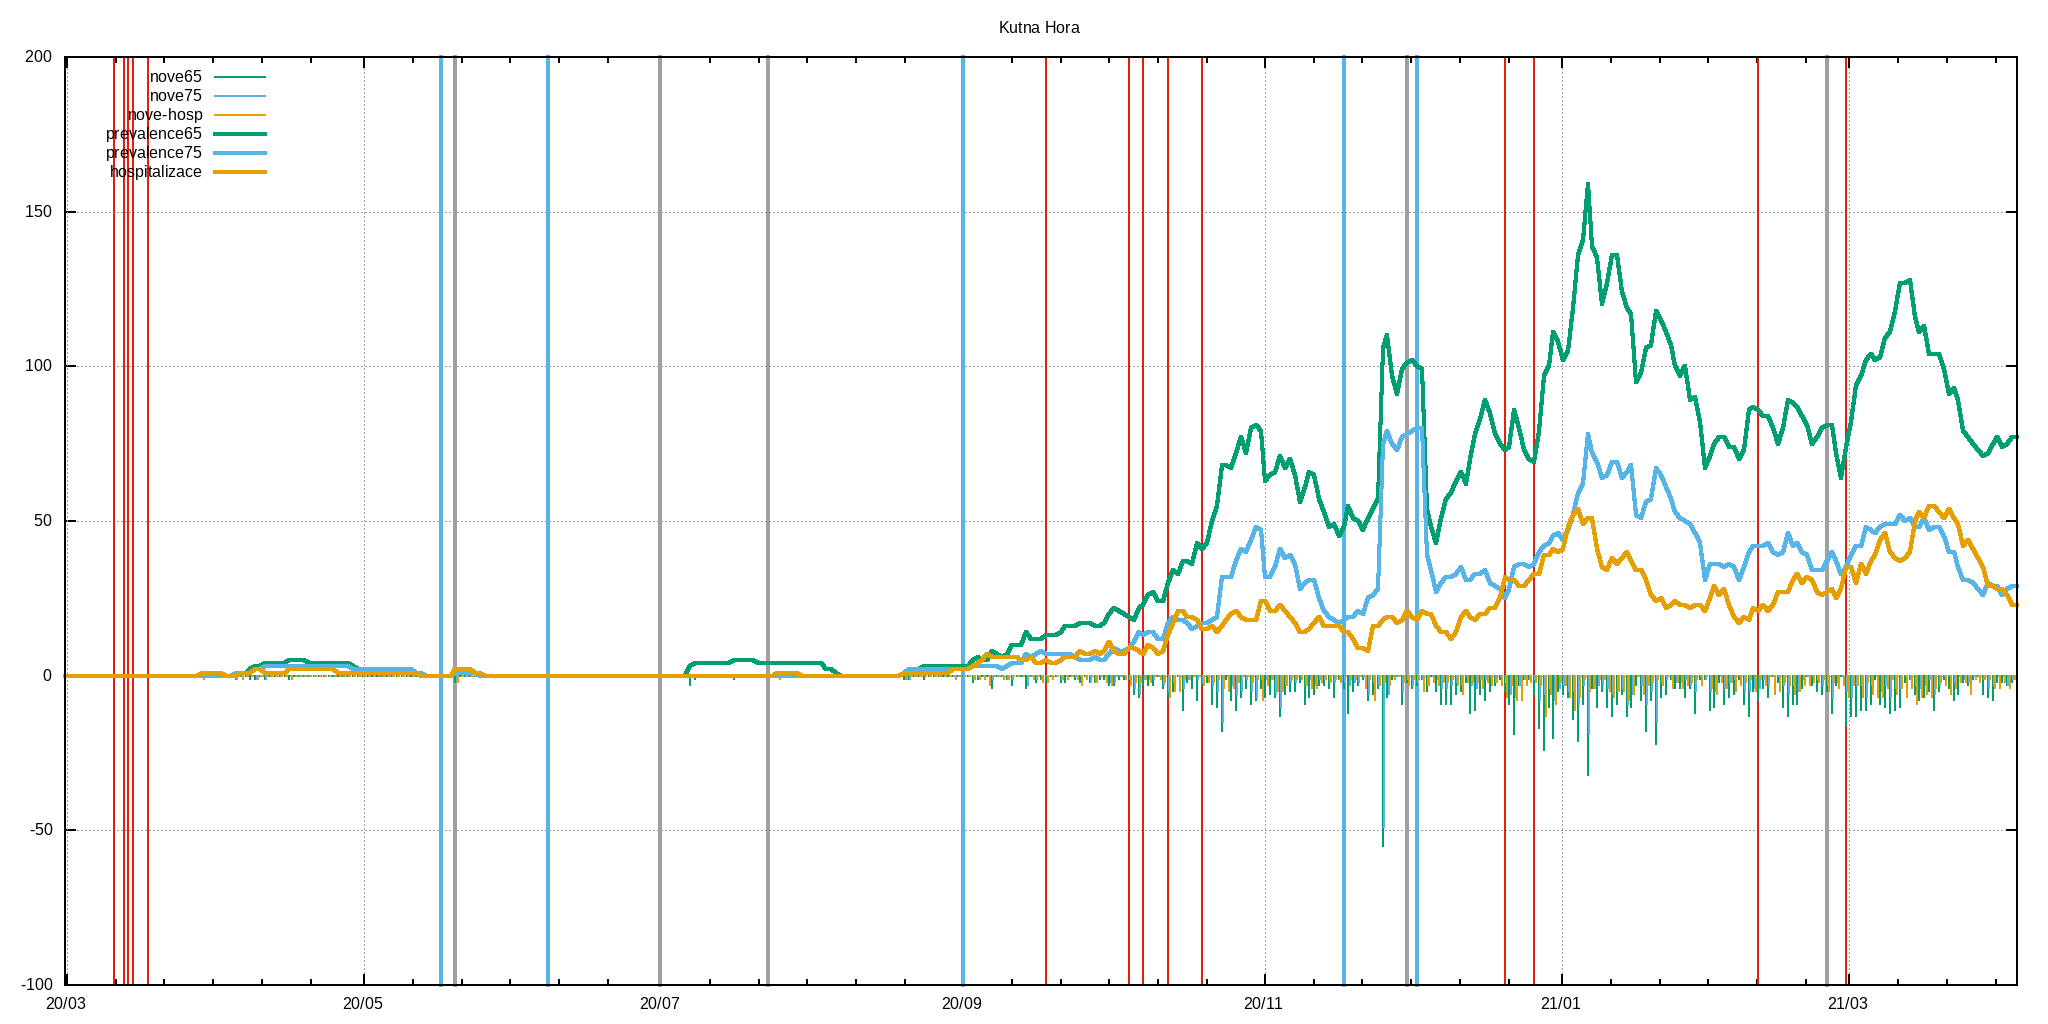 Kutna Hora
200
150
100
50
0
-50
-100
nove65
nove75
nove-hosp
prevalence65
prevalence75
hospitalizace
20/03 20/05 20/07 20/09 20/11 21/01 21/03